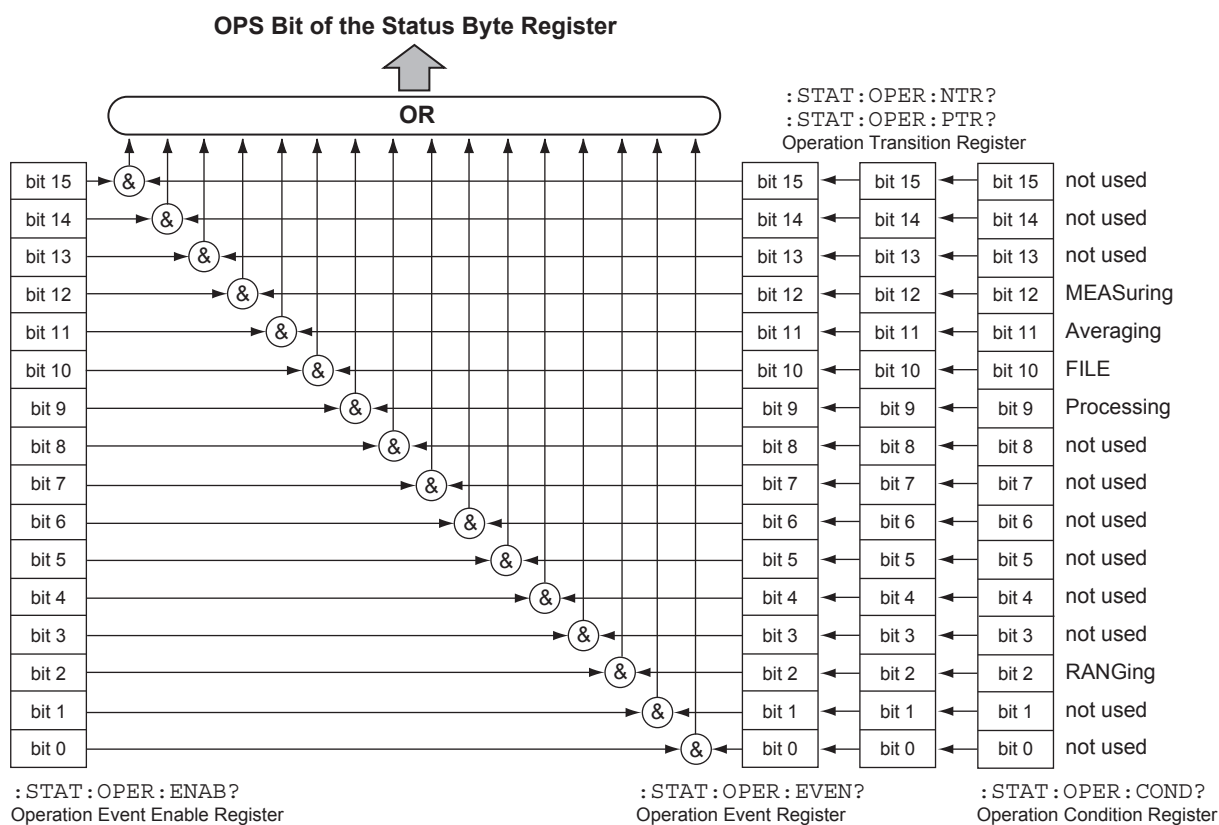 OPS Bit of the Status Byte Register
OR
:STAT:OPER:NTR?
:STAT:OPER:PTR?
Operation Transition Register
bit 15 & bit 15 bit 15 bit 15 not used
bit 14 & bit 14 bit 14 bit 14 not used
bit 13 & bit 13 bit 13 bit 13 not used
bit 12 & bit 12 bit 12 bit 12 MEASuring
bit 11 & bit 11 bit 11 bit 11 Averaging
bit 10 & bit 10 bit 10 bit 10 FILE
bit 9 & bit 9 bit 9 bit 9 Processing
bit 8 & bit 8 bit 8 bit 8 not used
bit 7 & bit 7 bit 7 bit 7 not used
bit 6 & bit 6 bit 6 bit 6 not used
bit 5 & bit 5 bit 5 bit 5 not used
bit 4 & bit 4 bit 4 bit 4 not used
bit 3 & bit 3 bit 3 bit 3 not used
bit 2 & bit 2 bit 2 bit 2 RANGing
bit 1 & bit 1 bit 1 bit 1 not used
bit 0 & bit 0 bit 0 bit 0 not used
:STAT:OPER:ENAB? :STAT:OPER:EVEN? :STAT:OPER:COND?
Operation Event Enable Register Operation Event Register Operation Condition Register